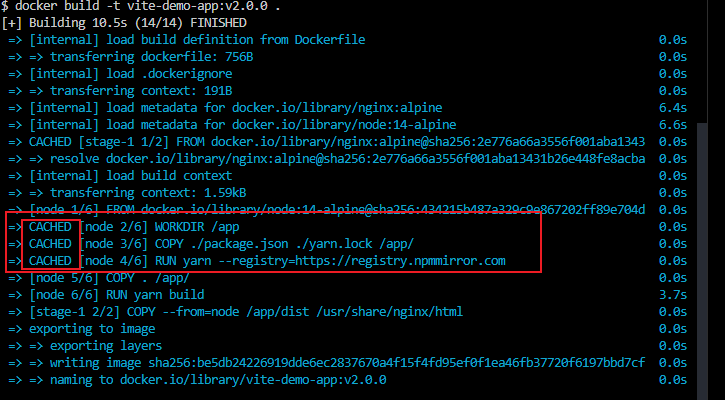 $ docker build -t vite-demo-app:v2.0.0 .
[+] Building 10.5s (14/14) FINISHED
=> [internal] load build definition from Dockerfile 0.0s
=> => transferring dockerfile: 756B 0.0s
=> [internal] load .dockerignore 0.0s
=> => transferring context: 191B 0.0s
=> [internal] load metadata for docker.io/library/nginx:alpine 6.4s
=> [internal] load metadata for docker.io/library/node:14-alpine 6.6s
=> CACHED [stage-1 1/2] FROM docker.io/library/nginx:alpine@sha256:2e776a66a3556f001aba1343 0.0s
=> => resolve docker.io/library/nginx:alpine@sha256:2e776a66a3556f001aba13431b26e448fe8acba 0.0s
=> [internal] load build context 0.0s
=> => transferring context: 1.59kB 0.0s
=> [node 1/6] FROM docker.io/library/node:14-alpine@sha256:434215b487a329c9e867202ff89e704d 0.0s
=> CACHED [node 2/6] WORKDIR /app 0.0s
=> CACHED [node 3/6] COPY ./package.json ./yarn.lock /app/ 0.0s
=> CACHED [node 4/6] RUN yarn --registry=https://registry.npmmirror.com 0.0s
=> [node 5/6] COPY . /app/ 0.0s
=> [node 6/6] RUN yarn build 3.7s
=> [stage-1 2/2] COPY --from=node /app/dist /usr/share/nginx/html 0.0s
=> exporting to image 0.0s
=> => exporting layers 0.0s
=> => writing image sha256:be5db24226919dde6ec2837670a4f15f4fd95ef0f1ea46fb37720f6197bbd7cf 0.0s
=> => naming to docker.io/library/vite-demo-app:v2.0.0 0.0s